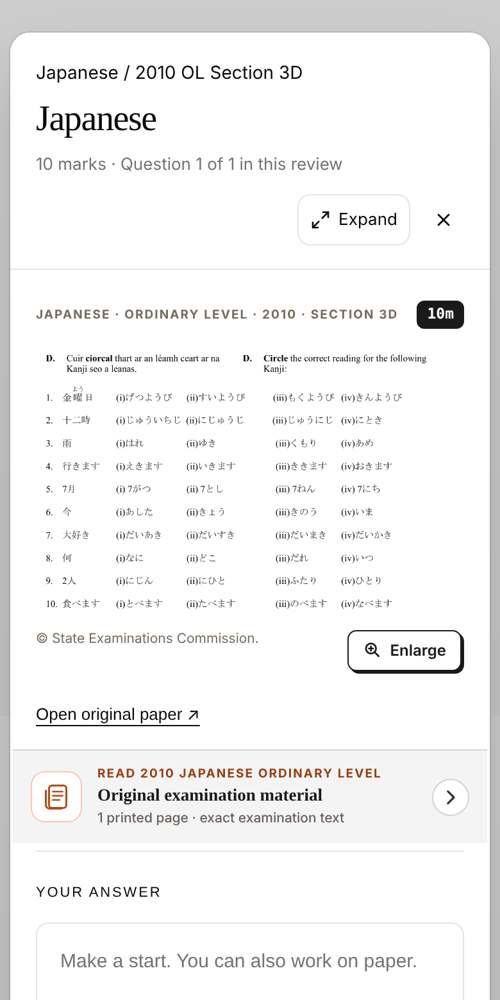 Japanese / 2010 OL Section 3D
Japanese
10 marks · Question 1 of 1 in this review
Expand
JAPANESE · ORDINARY LEVEL · 2010 · SECTION 3D
10m
D. Cuir ciorcal thart ar an léamh ceart ar na Kanji seo a leanas.
D. Circle the correct reading for the following Kanji:
よう
1. 金曜日 (i)げつようび (ii)すいようび (iii)もくようび (iv)きんようび
2. 十二時 (i)じゅういちじ (ii)にじゅうじ (iii)じゅうにじ (iv)にとき
3. 雨 (i)はれ (ii)ゆき (iii)くもり (iv)あめ
4. 行きます (i)えきます (ii)いきます (iii)ききます (iv)おきます
5. 7月 (i) 7がつ (ii) 7とし (iii) 7ねん (iv) 7にち
6. 今 (i)あした (ii)きょう (iii)きのう (iv)いま
7. 大好き (i)だいあき (ii)だいすき (iii)だいまき (iv)だいかき
8. 何 (i)なに (ii)どこ (iii)だれ (iv)いつ
9. 2人 (i)にじん (ii)にひと (iii)ふたり (iv)ひとり
10. 食べます (i)とべます (ii)たべます (iii)のべます (iv)なべます
© State Examinations Commission.
Enlarge
Open original paper ↗
READ 2010 JAPANESE ORDINARY LEVEL
Original examination material
1 printed page · exact examination text
YOUR ANSWER
Make a start. You can also work on paper.